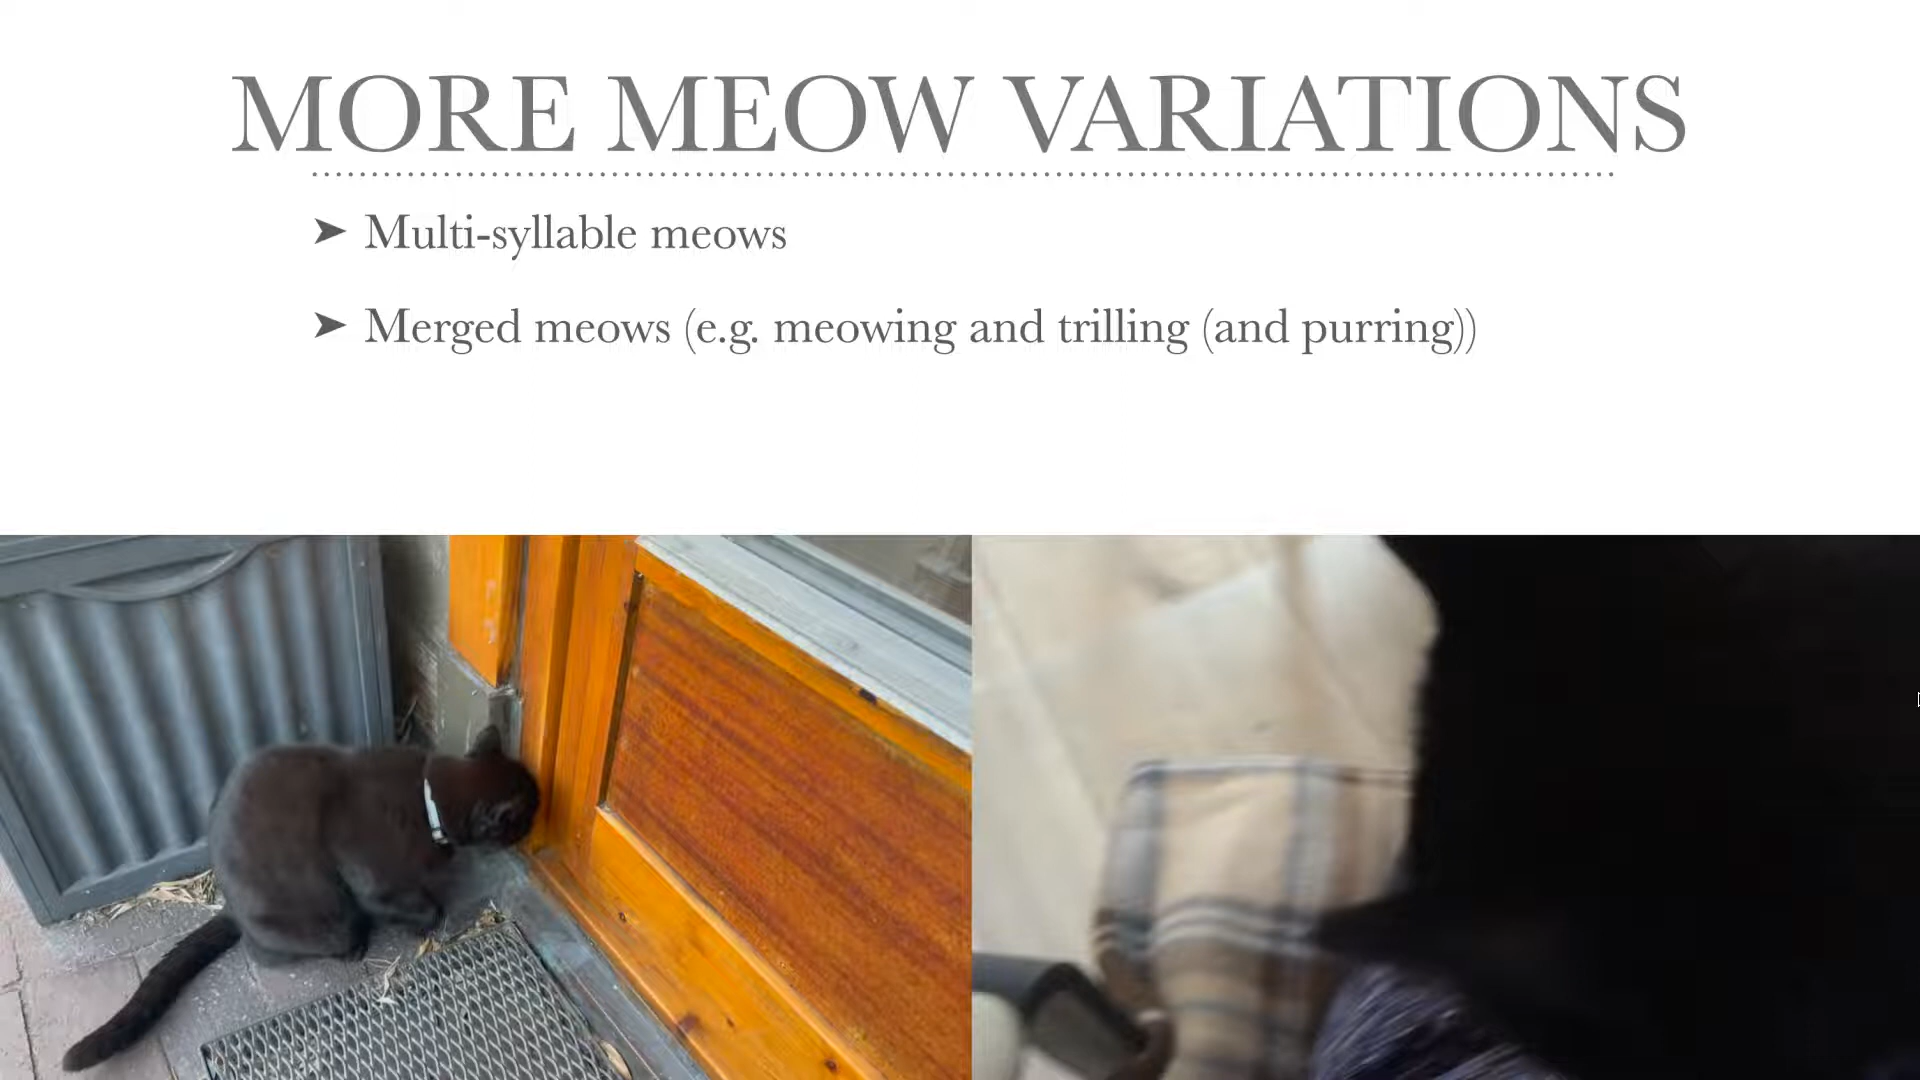 MORE MEOW VARIATIONS
➤ Multi-syllable meows
➤ Merged meows (e.g. meowing and trilling (and purring))